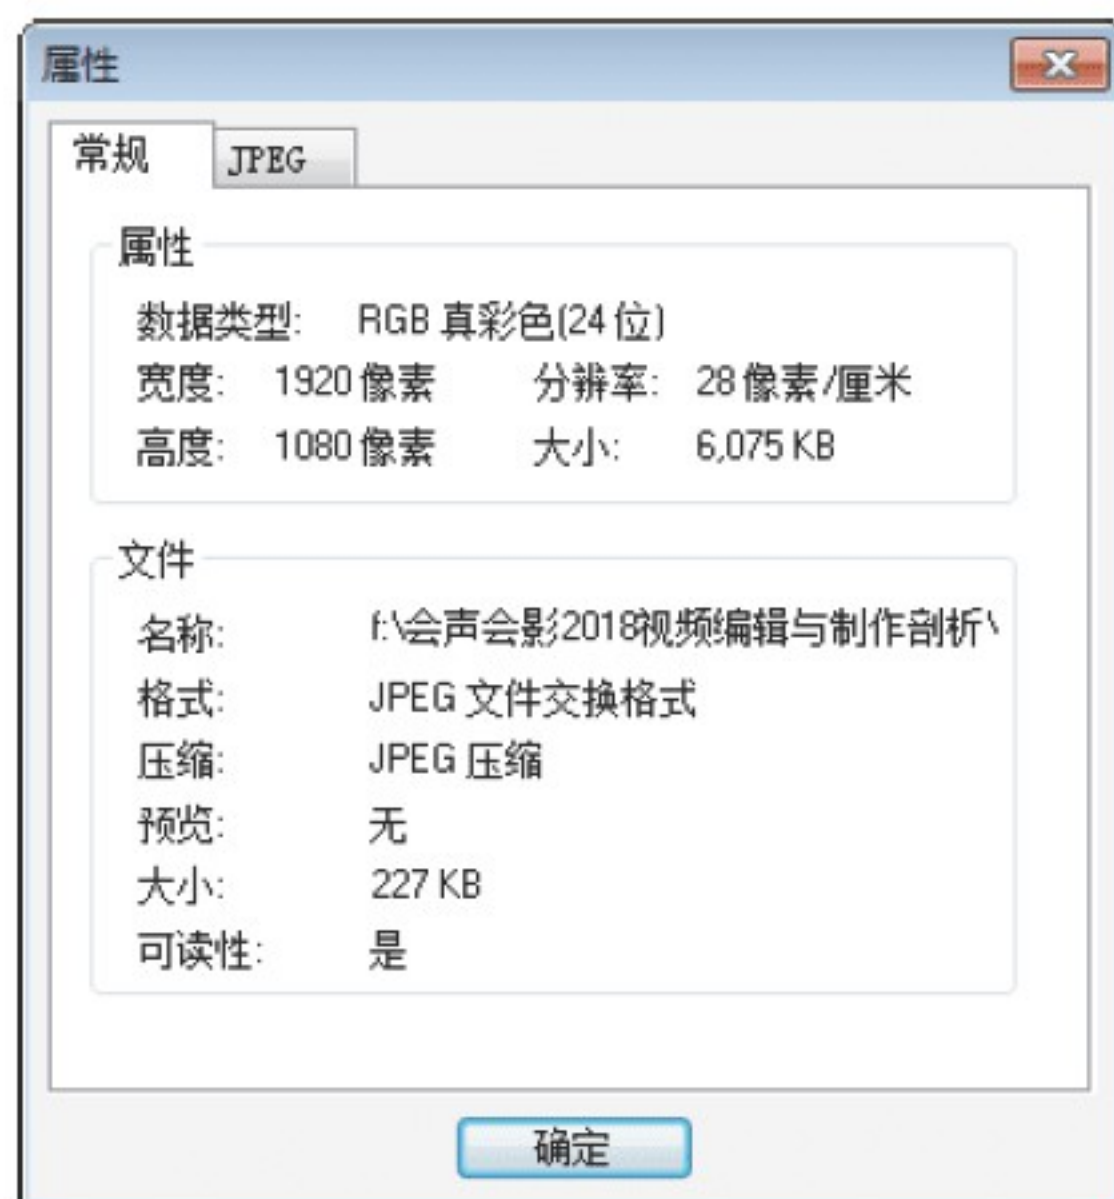 属性
常规 JPEG
属性
数据类型: RGB 真彩色(24 位)
宽度: 1920 像素 分辨率: 28 像素/厘米
高度: 1080 像素 大小: 6,075 KB
文件
名称: f:\会声会影2018视频编辑与制作剖析\
格式: JPEG 文件交换格式
压缩: JPEG 压缩
预览: 无
大小: 227 KB
可读性: 是
确定